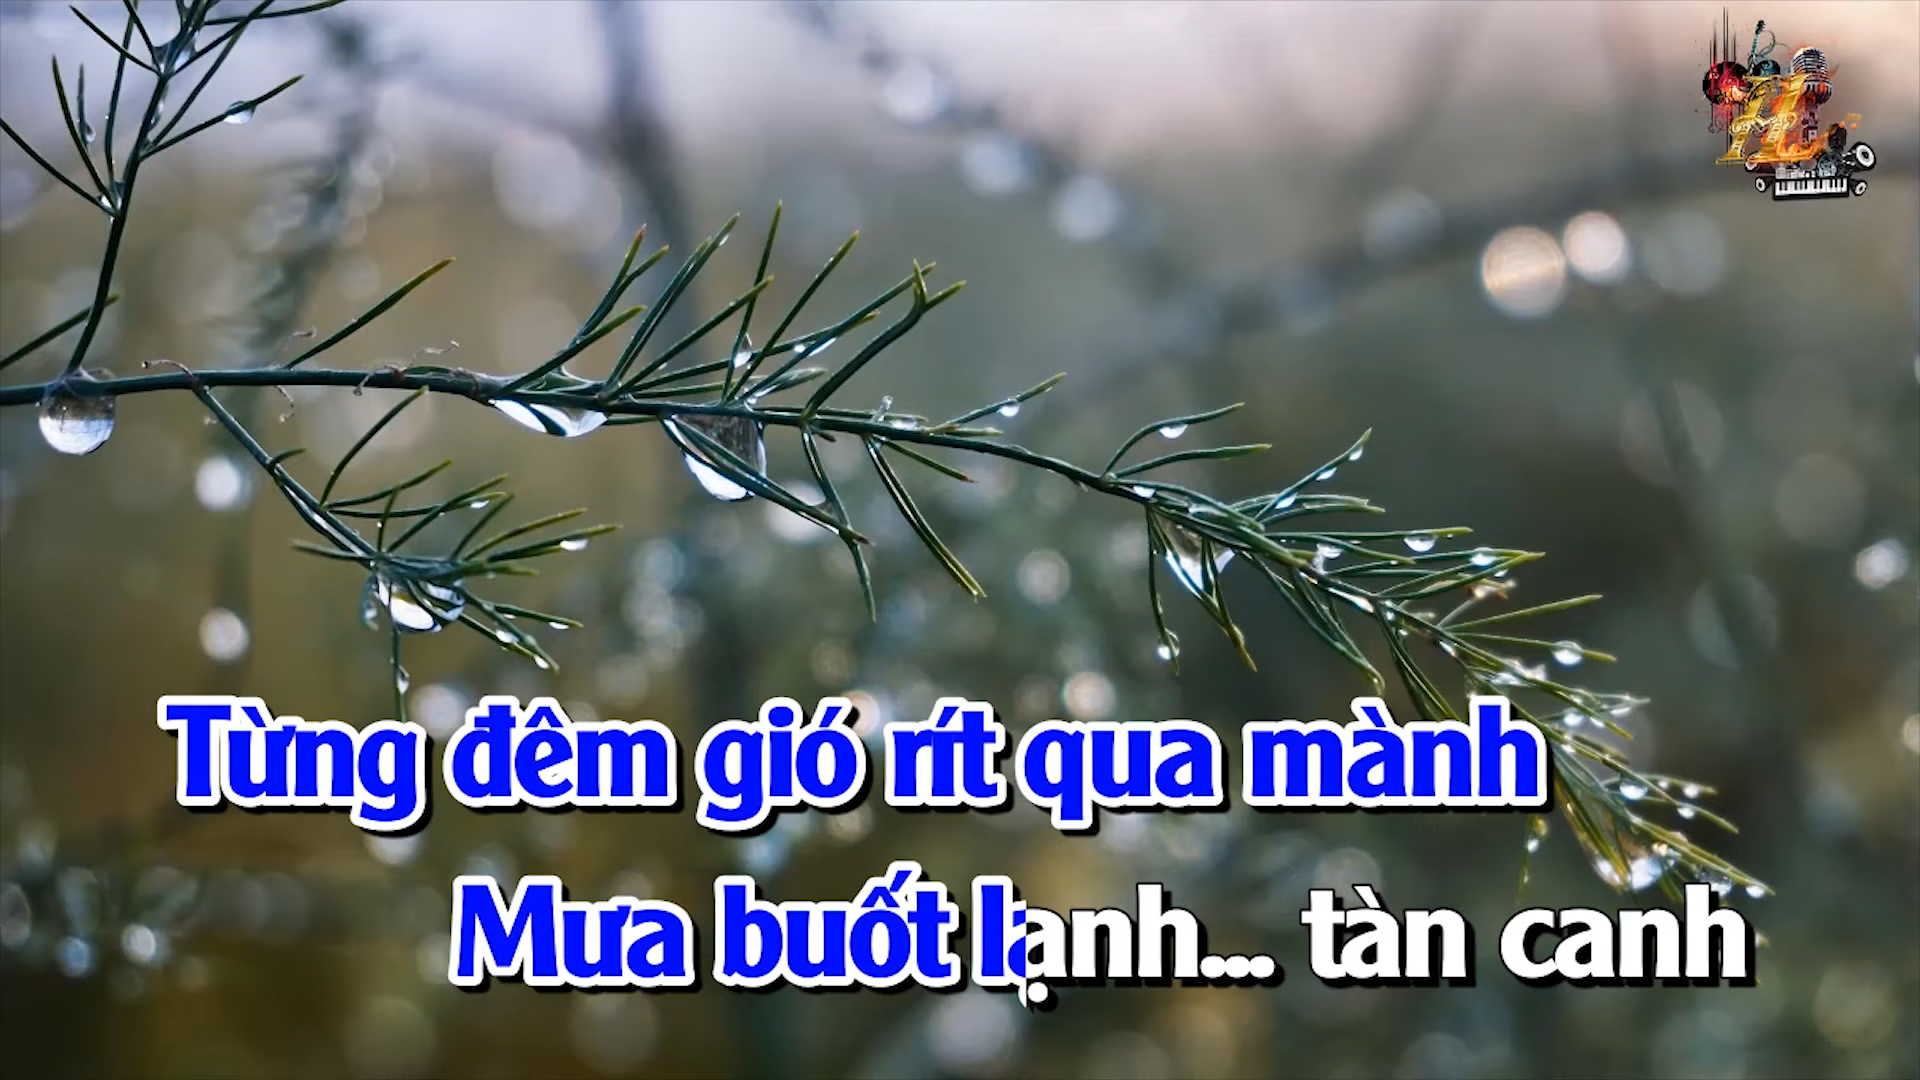 Từng đêm gió rít qua mành
Mưa buốt lạnh... tàn canh